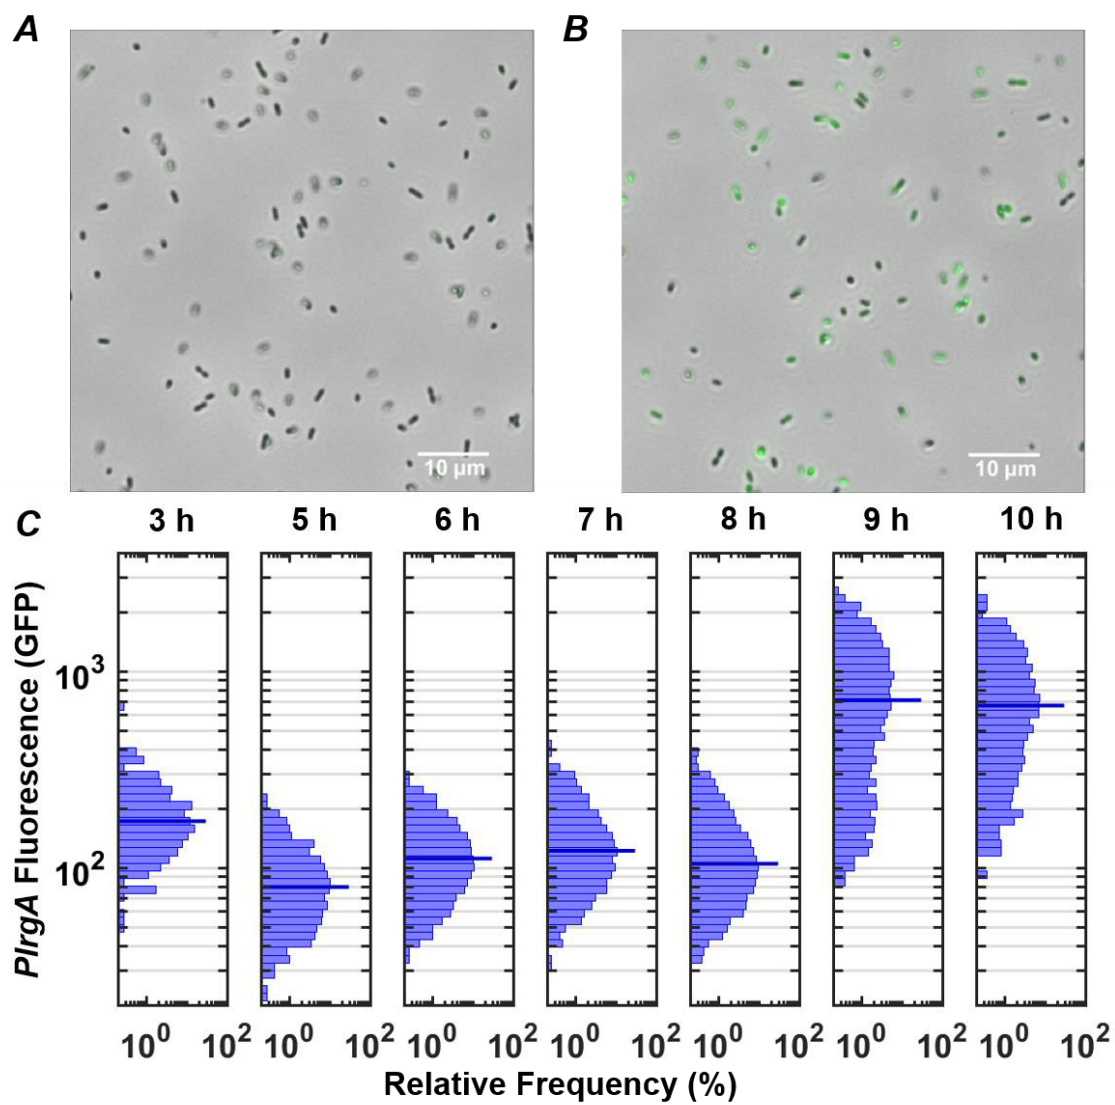 A
B
10 μm
10 μm
C
3 h
5 h
6 h
7 h
8 h
9 h
10 h
PlrgA Fluorescence (GFP)
10³
10²
10⁰ 10² 10⁰ 10² 10⁰ 10² 10⁰ 10² 10⁰ 10² 10⁰ 10² 10⁰ 10²
Relative Frequency (%)